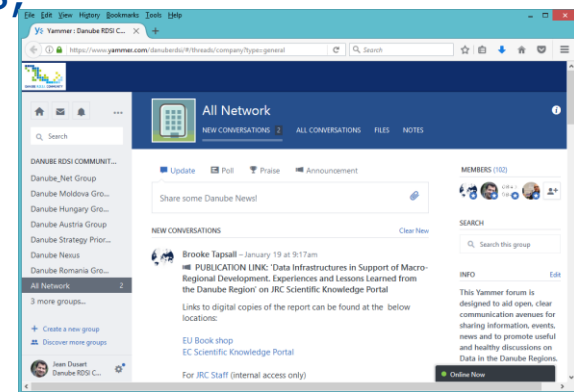 s,
File Edit View History Bookmarks Tools Help
Yammer : Danube RDSI C...
https://www.yammer.com/danuberdsi/#/threads/company?type=general
Search
DANUBE RDSI COMMUNITY
All Network
NEW CONVERSATIONS 2 ALL CONVERSATIONS FILES NOTES
Search
DANUBE RDSI COMMUNIT...
Danube_Net Group
Danube Moldova Gro...
Danube Hungary Gro...
Danube Austria Group
Danube Strategy Prior...
Danube Nexus
Danube Romania Gro...
All Network 2
3 more groups...
+ Create a new group
Discover more groups
Jean Dusart
Danube RDSI C...
Update Poll Praise Announcement
Share some Danube News!
NEW CONVERSATIONS Clear New
Brooke Tapsall – January 19 at 9:17am
PUBLICATION LINK: 'Data Infrastructures in Support of Macro-
Regional Development. Experiences and Lessons Learned from
the Danube Region' on JRC Scientific Knowledge Portal
Links to digital copies of the report can be found at the below
locations:
EU Book shop
EC Scientific Knowledge Portal
For JRC Staff (internal access only)
MEMBERS (102)
SEARCH
Search this group
INFO Edit
This Yammer forum is
designed to aid open, clear
communication avenues for
sharing information, events,
news and to promote useful
and healthy discussions on
Data in the Danube Regions.
Online Now